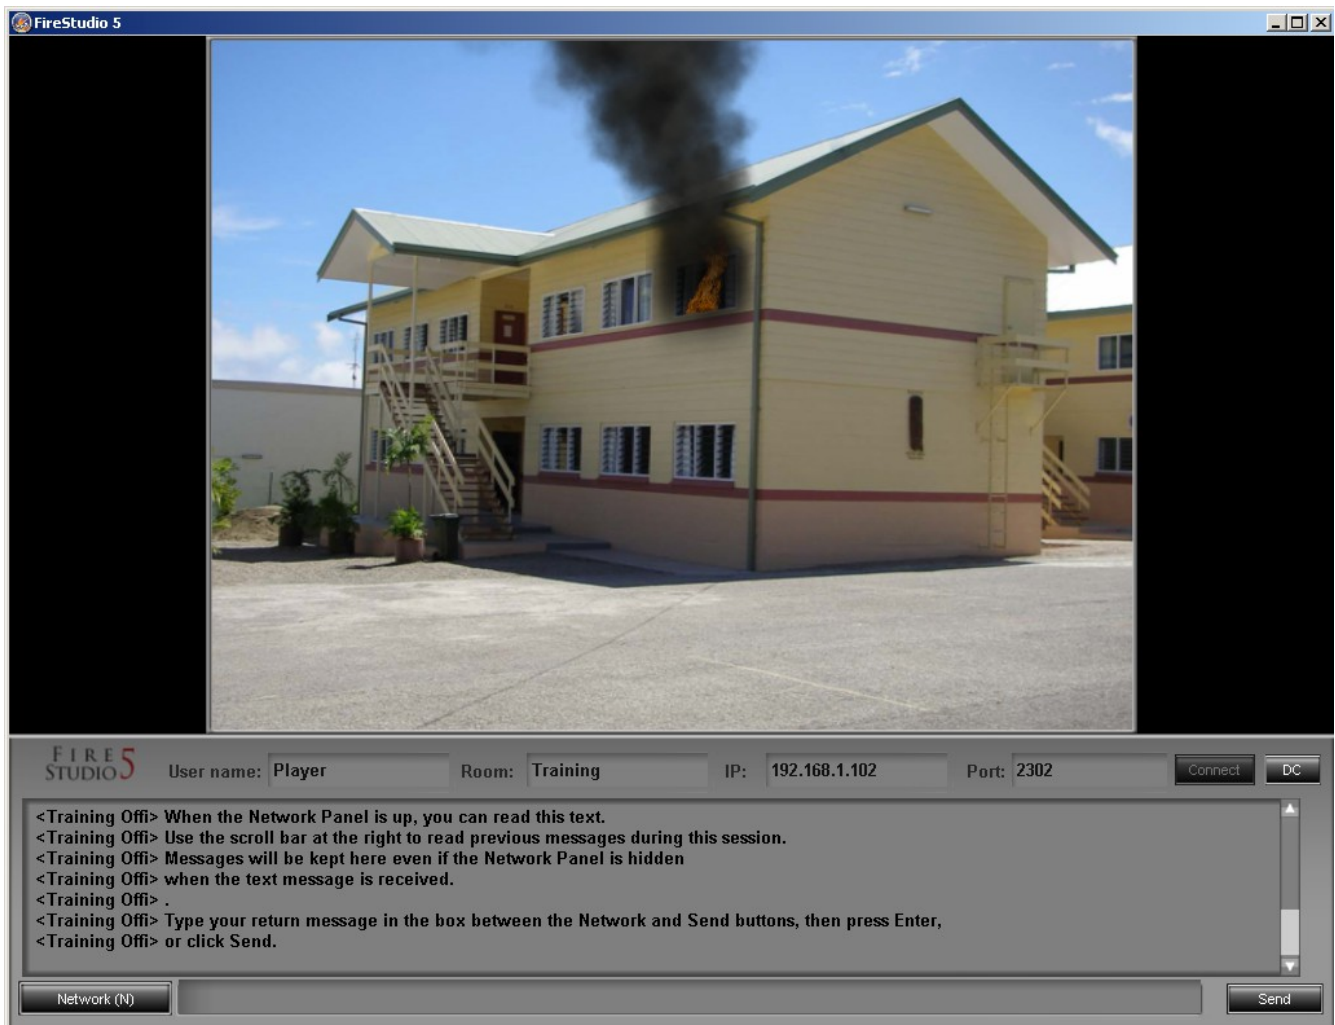 FireStudio 5
FIRE
STUDIO 5
User name: Player
Room: Training
IP: 192.168.1.102
Port: 2302
Connect
DC
<Training Offi> When the Network Panel is up, you can read this text.
<Training Offi> Use the scroll bar at the right to read previous messages during this session.
<Training Offi> Messages will be kept here even if the Network Panel is hidden
<Training Offi> when the text message is received.
<Training Offi> .
<Training Offi> Type your return message in the box between the Network and Send buttons, then press Enter,
<Training Offi> or click Send.
Network (N)
Send